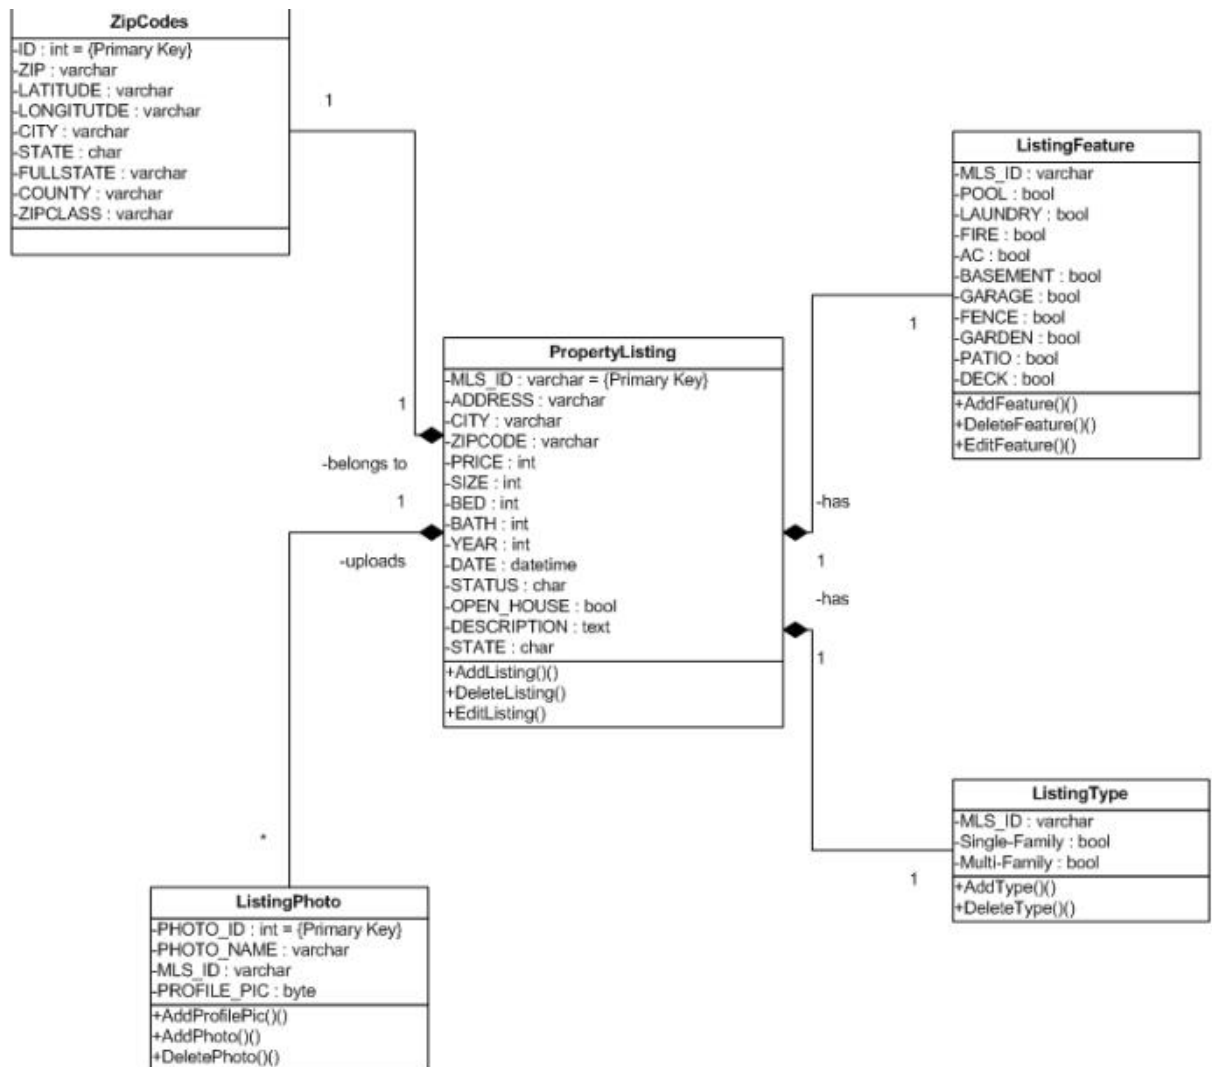 ZipCodes
-ID : int = {Primary Key}
-ZIP : varchar
-LATITUDE : varchar
-LONGITUTDE : varchar
-CITY : varchar
-STATE : char
-FULLSTATE : varchar
-COUNTY : varchar
-ZIPCLASS : varchar
1
1
-belongs to
PropertyListing
-MLS_ID : varchar = {Primary Key}
-ADDRESS : varchar
-CITY : varchar
-ZIPCODE : varchar
-PRICE : int
-SIZE : int
-BED : int
-BATH : int
-YEAR : int
-DATE : datetime
-STATUS : char
-OPEN_HOUSE : bool
-DESCRIPTION : text
-STATE : char
+AddListing()()
+DeleteListing()
+EditListing()
ListingFeature
-MLS_ID : varchar
-POOL : bool
-LAUNDRY : bool
-FIRE : bool
-AC : bool
-BASEMENT : bool
-GARAGE : bool
-FENCE : bool
-GARDEN : bool
-PATIO : bool
-DECK : bool
+AddFeature()()
+DeleteFeature()()
+EditFeature()()
1
-has
1
-has
1
1
ListingType
-MLS_ID : varchar
-Single-Family : bool
-Multi-Family : bool
+AddType()()
+DeleteType()()
1
-uploads
*
ListingPhoto
-PHOTO_ID : int = {Primary Key}
-PHOTO_NAME : varchar
-MLS_ID : varchar
-PROFILE_PIC : byte
+AddProfilePic()()
+AddPhoto()()
+DeletePhoto()()